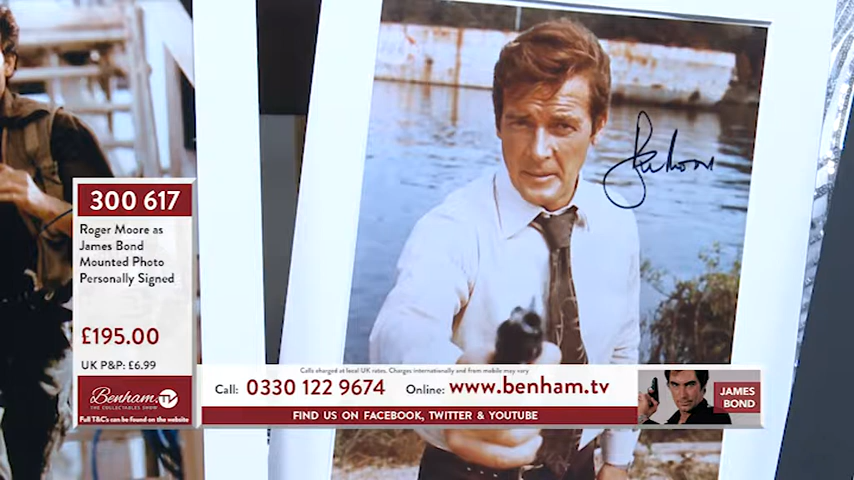 300 617
Roger Moore as
James Bond
Mounted Photo
Personally Signed
£195.00
UK P&P: £6.99
Benham.TV
THE COLLECTABLES SHOW
Full T&C's can be found on the website
Calls charged at local UK rates. Charges internationally and from mobile may vary
Call: 0330 122 9674 Online: www.benham.tv
FIND US ON FACEBOOK, TWITTER & YOUTUBE
JAMES
BOND